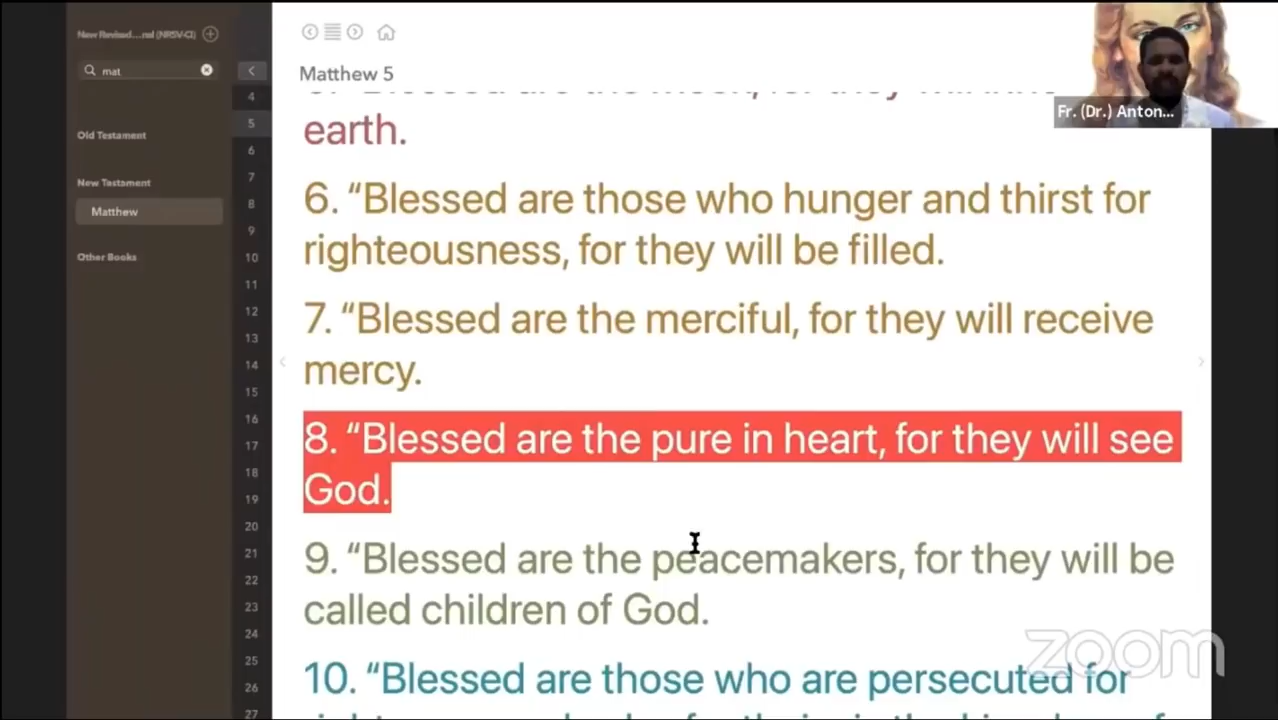 New Revised...nal (NRSV-CI)
mat
Old Testament
New Testament
Matthew
Other Books
4
5
6
7
8
9
10
11
12
13
14
15
16
17
18
19
20
21
22
23
24
25
26
27
Matthew 5
earth.
6. “Blessed are those who hunger and thirst for
righteousness, for they will be filled.
7. “Blessed are the merciful, for they will receive
mercy.
8. “Blessed are the pure in heart, for they will see
God.
9. “Blessed are the peacemakers, for they will be
called children of God.
10. “Blessed are those who are persecuted for
Fr. (Dr.) Anton...
zoom